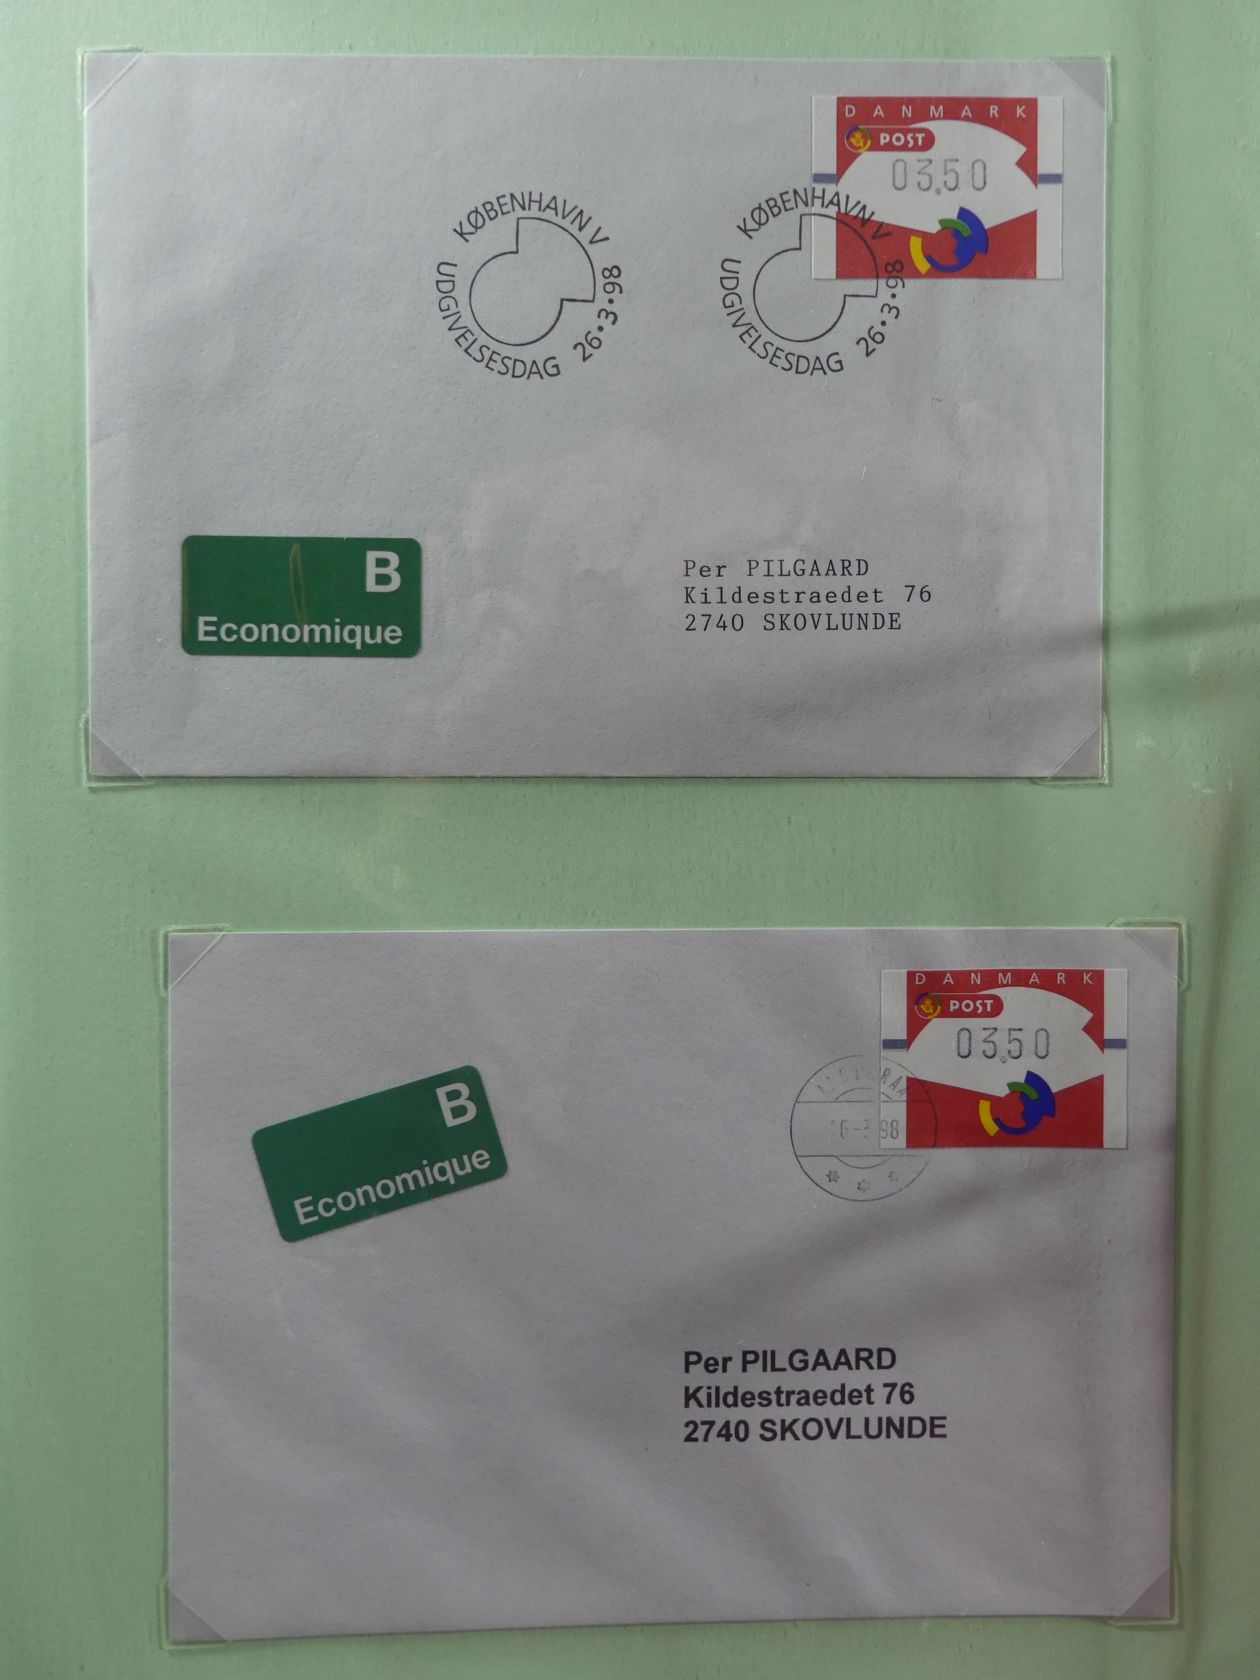 DANMARK
POST
03.50
KØBENHAVN V
UDGIVELSESDAG 26•3•98
KØBENHAVN V
UDGIVELSESDAG 26•3•98
B
Economique
Per PILGAARD
Kildestraedet 76
2740 SKOVLUNDE
DANMARK
POST
03.50
B
Economique
Per PILGAARD
Kildestraedet 76
2740 SKOVLUNDE